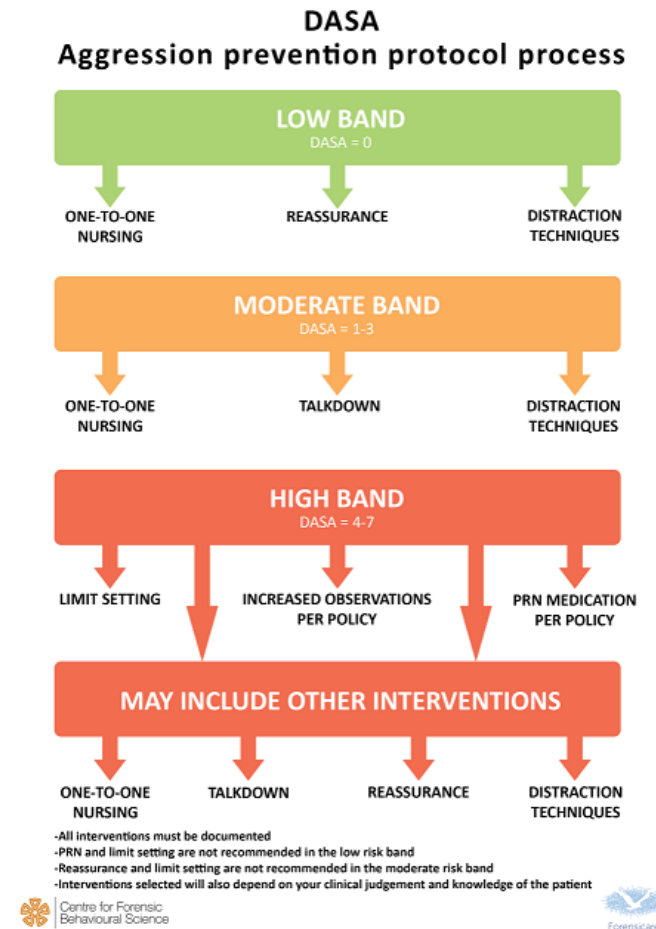 DASA
Aggression prevention protocol process
LOW BAND
DASA = 0
ONE-TO-ONE
NURSING
REASSURANCE
DISTRACTION
TECHNIQUES
MODERATE BAND
DASA = 1-3
ONE-TO-ONE
NURSING
TALKDOWN
DISTRACTION
TECHNIQUES
HIGH BAND
DASA = 4-7
LIMIT SETTING
INCREASED OBSERVATIONS
PER POLICY
PRN MEDICATION
PER POLICY
MAY INCLUDE OTHER INTERVENTIONS
ONE-TO-ONE
NURSING
TALKDOWN
REASSURANCE
DISTRACTION
TECHNIQUES
-All interventions must be documented
-PRN and limit setting are not recommended in the low risk band
-Reassurance and limit setting are not recommended in the moderate risk band
-Interventions selected will also depend on your clinical judgement and knowledge of the patient
Centre for Forensic
Behavioural Science
Forensicare